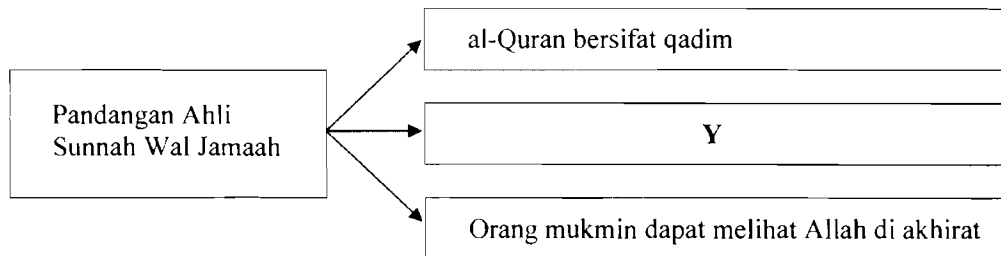 al-Quran bersifat qadim
Pandangan Ahli
Sunnah Wal Jamaah
Y
Orang mukmin dapat melihat Allah di akhirat